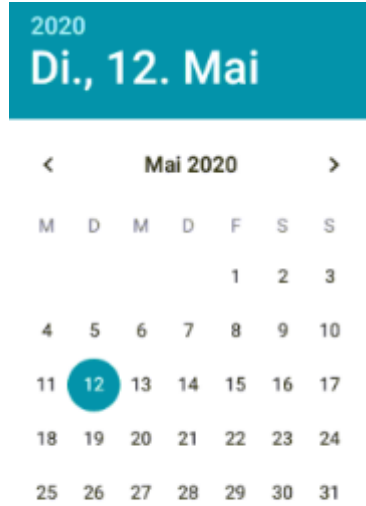 2020
Di., 12. Mai
< Mai 2020 >
M D M D F S S
1 2 3
4 5 6 7 8 9 10
11 12 13 14 15 16 17
18 19 20 21 22 23 24
25 26 27 28 29 30 31